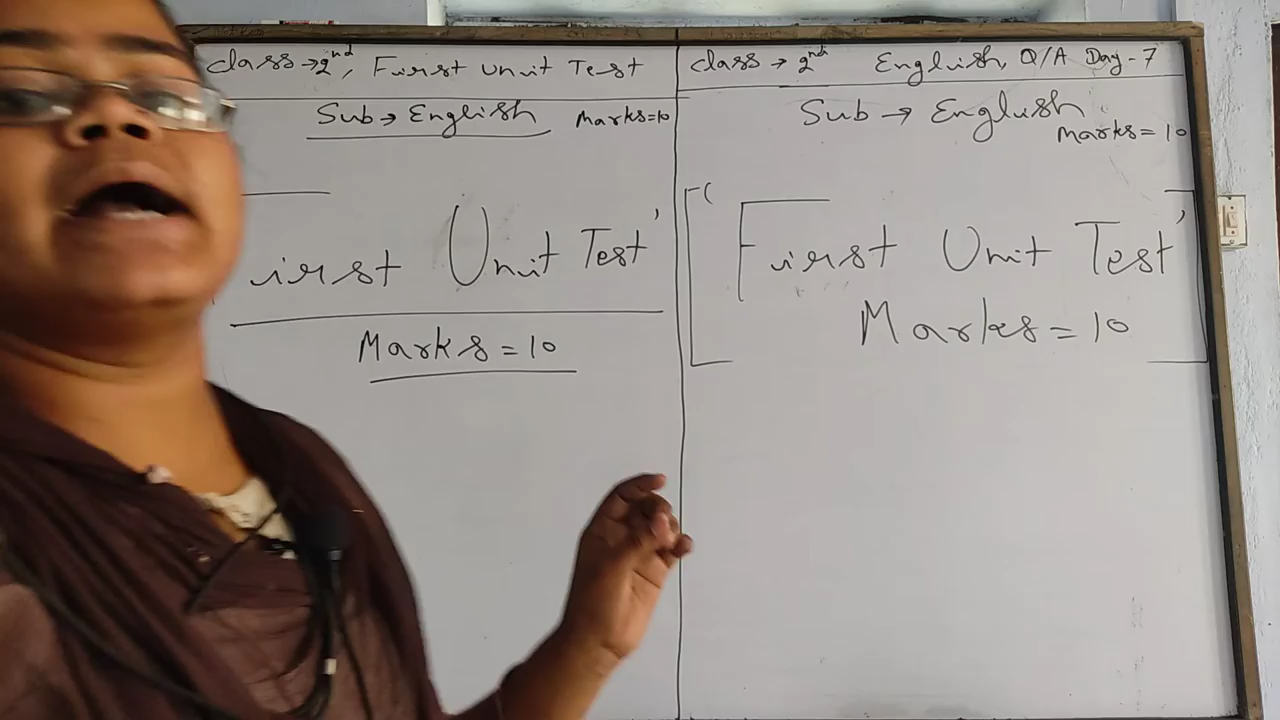 Class → 2nd, First Unit Test
Sub → English Marks=10
irst Unit Test'
Marks = 10
Class → 2nd English Q/A Day - 7
Sub → English
Marks = 10
'First Unit Test'
Marks = 10